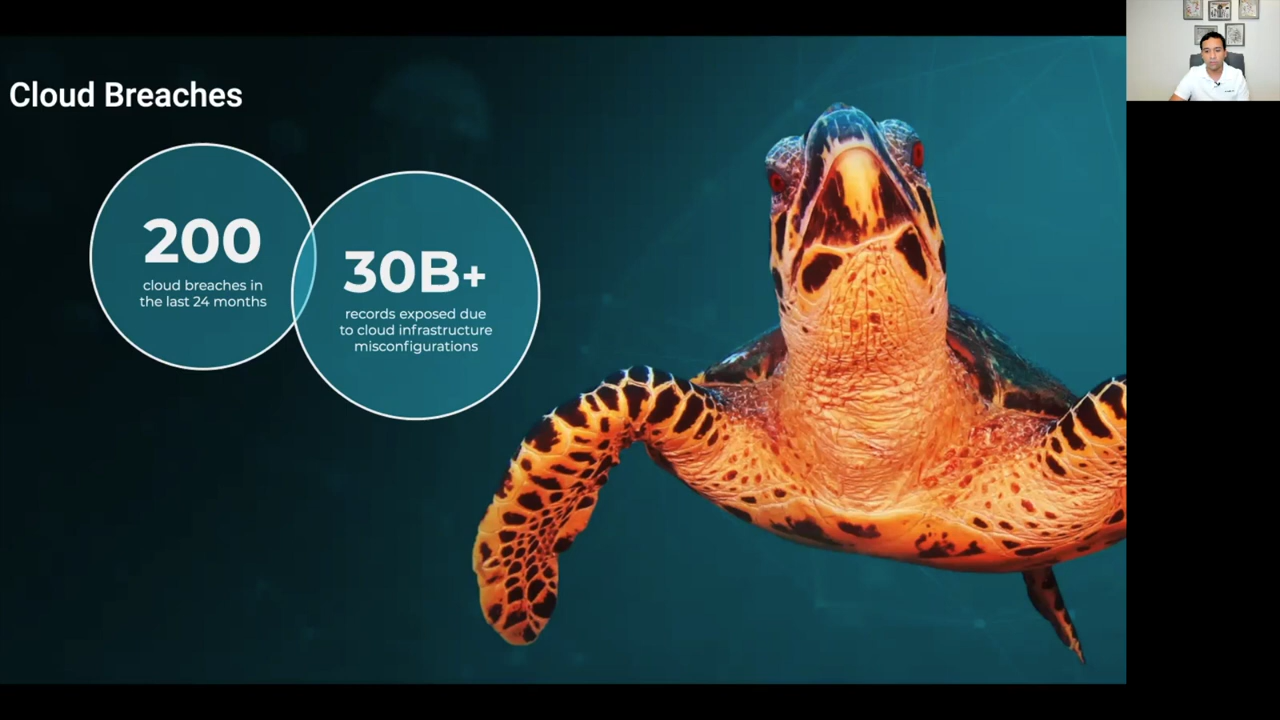 Cloud Breaches
200
cloud breaches in
the last 24 months
30B+
records exposed due
to cloud infrastructure
misconfigurations